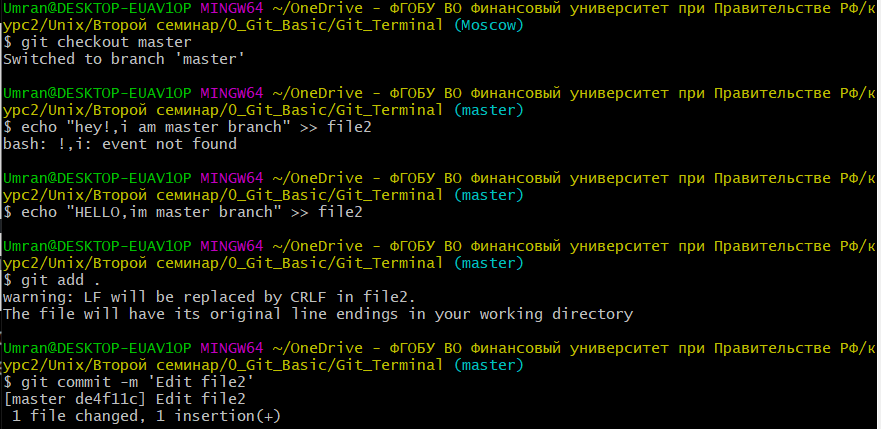 Umran@DESKTOP-EUAV1OP MINGW64 ~/OneDrive - ФГОБУ ВО Финансовый университет при Правительстве РФ/к
урс2/Unix/Второй семинар/0_Git_Basic/Git_Terminal (Moscow)
$ git checkout master
Switched to branch 'master'
Umran@DESKTOP-EUAV1OP MINGW64 ~/OneDrive - ФГОБУ ВО Финансовый университет при Правительстве РФ/к
урс2/Unix/Второй семинар/0_Git_Basic/Git_Terminal (master)
$ echo "hey!,i am master branch" >> file2
bash: !,i: event not found
Umran@DESKTOP-EUAV1OP MINGW64 ~/OneDrive - ФГОБУ ВО Финансовый университет при Правительстве РФ/к
урс2/Unix/Второй семинар/0_Git_Basic/Git_Terminal (master)
$ echo "HELLO,im master branch" >> file2
Umran@DESKTOP-EUAV1OP MINGW64 ~/OneDrive - ФГОБУ ВО Финансовый университет при Правительстве РФ/к
урс2/Unix/Второй семинар/0_Git_Basic/Git_Terminal (master)
$ git add .
warning: LF will be replaced by CRLF in file2.
The file will have its original line endings in your working directory
Umran@DESKTOP-EUAV1OP MINGW64 ~/OneDrive - ФГОБУ ВО Финансовый университет при Правительстве РФ/к
урс2/Unix/Второй семинар/0_Git_Basic/Git_Terminal (master)
$ git commit -m 'Edit file2'
[master de4f11c] Edit file2
 1 file changed, 1 insertion(+)